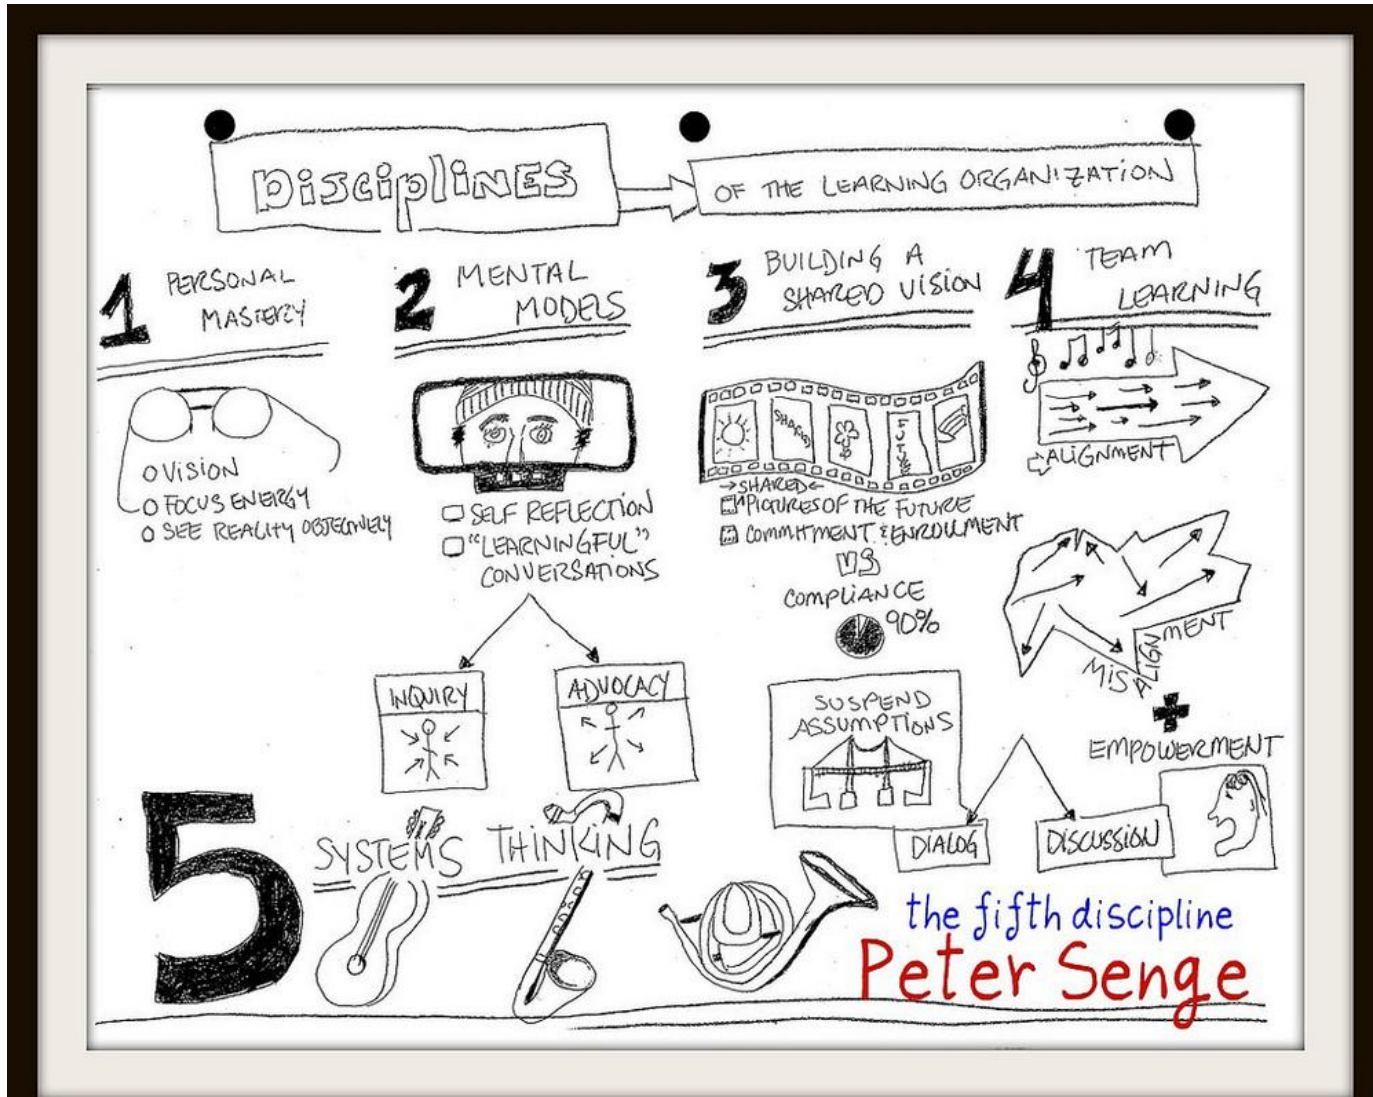 DisciplINES
OF THE LEARNING ORGANIZATION
1 PERSONAL
MASTERY
VISION
FOCUS ENERGY
SEE REALITY OBJECTIVELY
2 MENTAL
MODELS
SELF REFLECTION
"LEARNINGFUL"
CONVERSATIONS
INQUIRY
ADVOCACY
3 BUILDING A
SHARED VISION
SHARED
FUTURE
SHARED
PICTURES OF THE FUTURE
COMMITMENT & ENROLLMENT
VS
COMPLIANCE
90%
4 TEAM
LEARNING
ALIGNMENT
MISALIGNMENT
EMPOWERMENT
SUSPEND
ASSUMPTIONS
DIALOG
DISCUSSION
5 SYSTEMS THINKING
the fifth discipline
Peter Senge